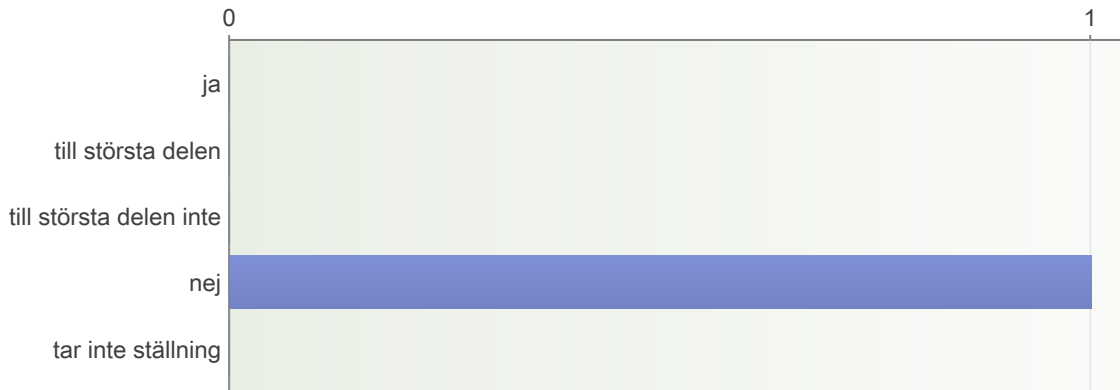 0 1
ja
till största delen
till största delen inte
nej
tar inte ställning